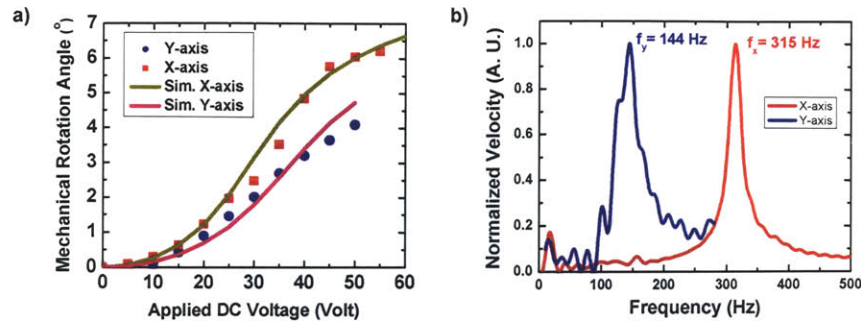 a)
Mechanical Rotation Angle (°)
7
6
5
4
3
2
1
0
Y-axis
X-axis
Sim. X-axis
Sim. Y-axis
0 10 20 30 40 50 60
Applied DC Voltage (Volt)
b)
Normalized Velocity (A. U.)
1.0
0.8
0.6
0.4
0.2
0.0
fy = 144 Hz
fx = 315 Hz
X-axis
Y-axis
0 100 200 300 400 500
Frequency (Hz)